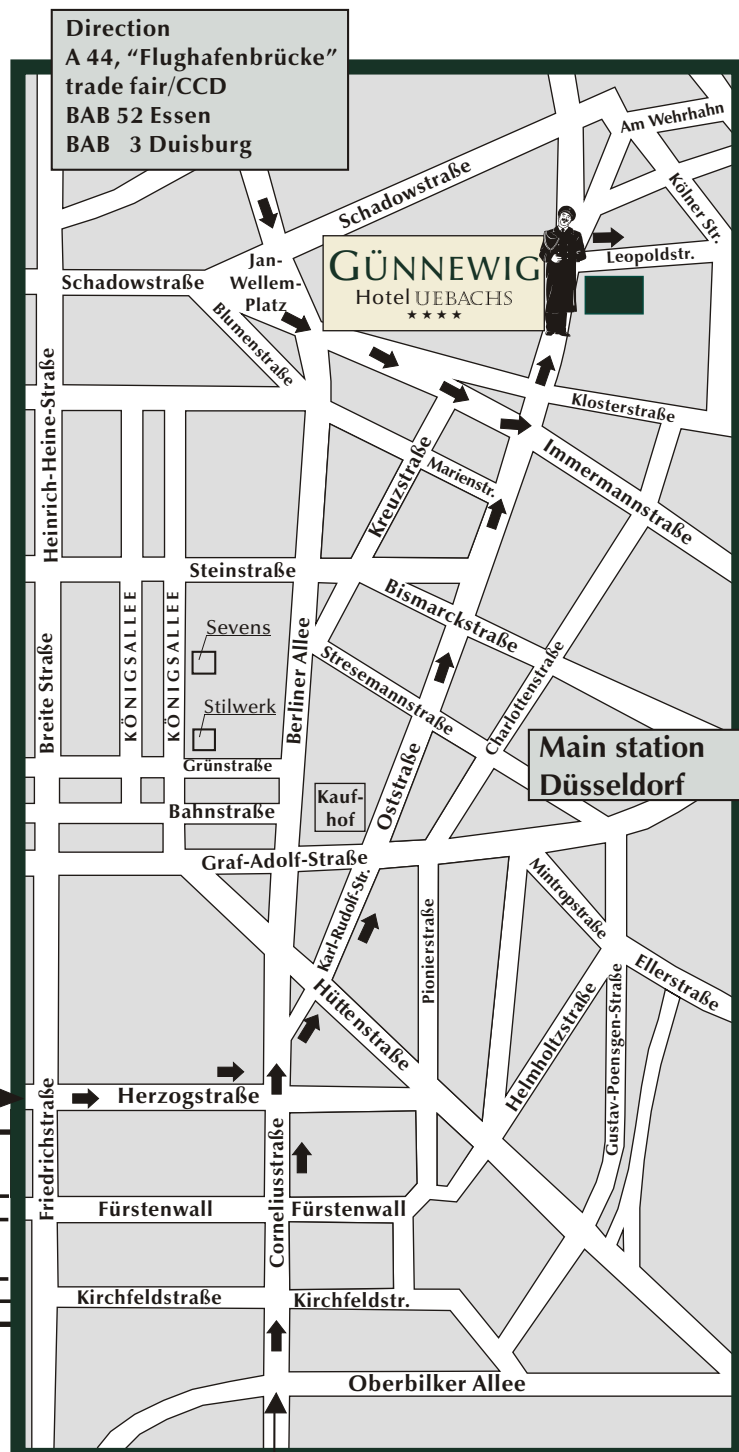 Direction
A 44, “Flughafenbrücke”
trade fair/CCD
BAB 52 Essen
BAB 3 Duisburg
Am Wehrhahn
Schadowstraße
Kölner Str.
Leopoldstr.
Jan-
Wellem-
Platz
GÜNNEWIG
Hotel UEBACHS
★★★★
Schadowstraße
Blumenstraße
Heinrich-Heine-Straße
Klosterstraße
Immermannstraße
Kreuzstraße
Marienstr.
Steinstraße
Bismarckstraße
KÖNIGSALLEE
KÖNIGSALLEE
Sevens
Berliner Allee
Stresemannstraße
Charlottenstraße
Breite Straße
Stilwerk
Main station
Düsseldorf
Grünstraße
Oststraße
Kauf-
hof
Bahnstraße
Graf-Adolf-Straße
Karl-Rudolf-Str.
Mintropstraße
Pionierstraße
Ellerstraße
Hüttenstraße
Helmholtzstraße
Gustav-Poensgen-Straße
Herzogstraße
Friedrichstraße
Corneliusstraße
Fürstenwall
Fürstenwall
Kirchfeldstraße
Kirchfeldstr.
Oberbilker Allee